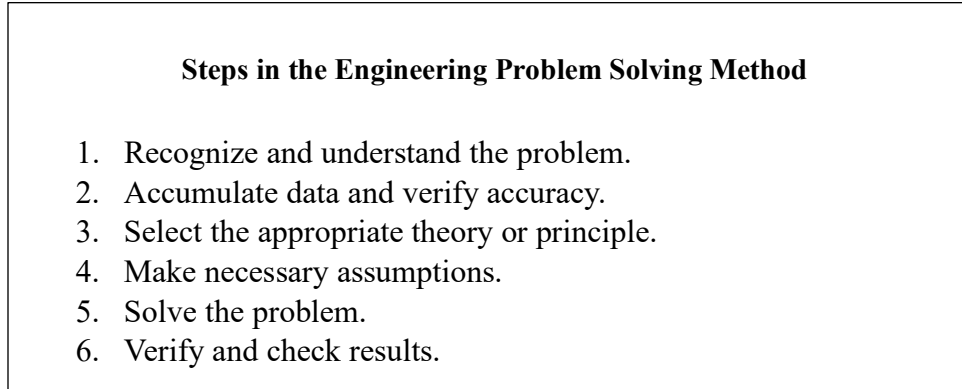 Steps in the Engineering Problem Solving Method
1. Recognize and understand the problem.
2. Accumulate data and verify accuracy.
3. Select the appropriate theory or principle.
4. Make necessary assumptions.
5. Solve the problem.
6. Verify and check results.